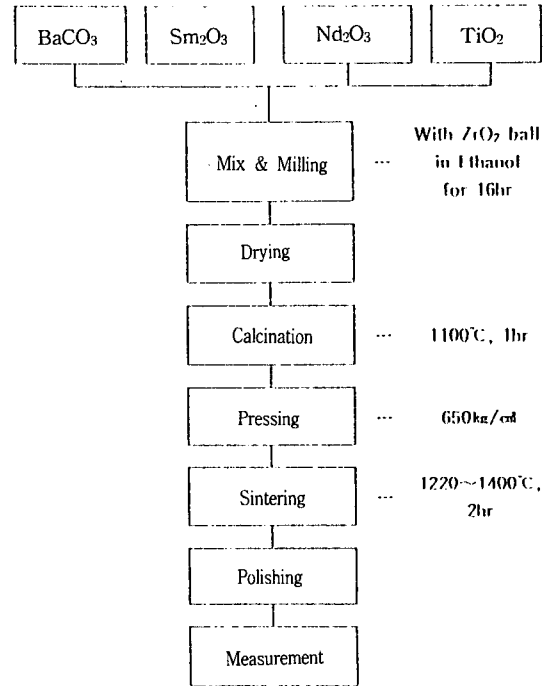 BaCO₃ Sm₂O₃ Nd₂O₃ TiO₂
Mix & Milling ··· With ZrO₂ ball
in Ethanol
for 16hr
Drying
Calcination ··· 1100℃, 1hr
Pressing ··· 650㎏/㎠
Sintering ··· 1220~1400℃,
2hr
Polishing
Measurement